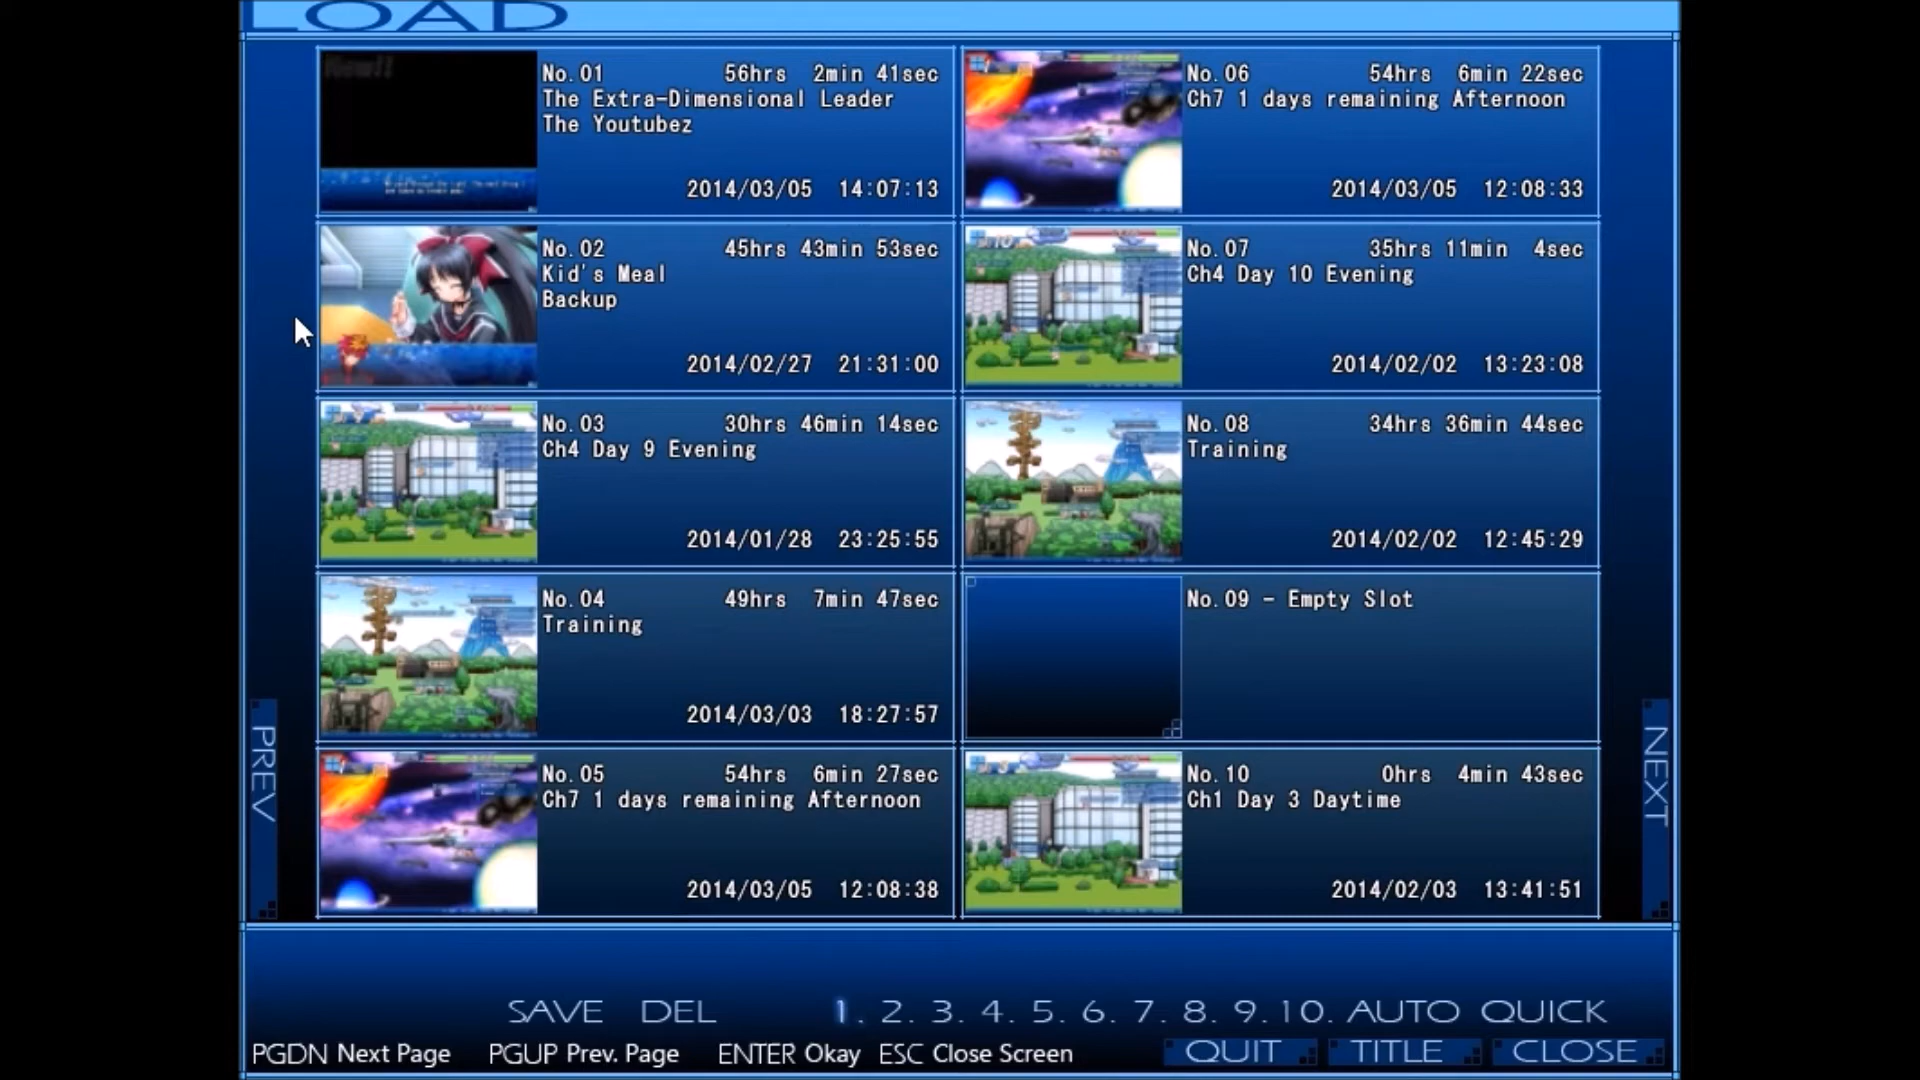 LOAD
No.01 56hrs 2min 41sec
The Extra-Dimensional Leader
The Youtubez
2014/03/05 14:07:13
No.02 45hrs 43min 53sec
Kid's Meal
Backup
2014/02/27 21:31:00
No.03 30hrs 46min 14sec
Ch4 Day 9 Evening
2014/01/28 23:25:55
No.04 49hrs 7min 47sec
Training
2014/03/03 18:27:57
No.05 54hrs 6min 27sec
Ch7 1 days remaining Afternoon
2014/03/05 12:08:38
No.06 54hrs 6min 22sec
Ch7 1 days remaining Afternoon
2014/03/05 12:08:33
No.07 35hrs 11min 4sec
Ch4 Day 10 Evening
2014/02/02 13:23:08
No.08 34hrs 36min 44sec
Training
2014/02/02 12:45:29
No.09 - Empty Slot
No.10 0hrs 4min 43sec
Ch1 Day 3 Daytime
2014/02/03 13:41:51
PREV
NEXT
SAVE DEL 1. 2. 3. 4. 5. 6. 7. 8. 9. 10. AUTO QUICK
PGDN Next Page PGUP Prev. Page ENTER Okay ESC Close Screen QUIT TITLE CLOSE